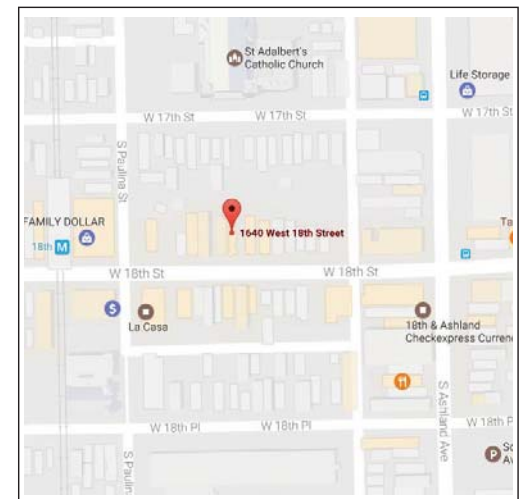 St Adalbert's
Catholic Church
Life Storage
W 17th St
W 17th St
W 17th St
S Paulina St
FAMILY DOLLAR
1640 West 18th Street
Ta
18th M
W 18th St
W 18th St
S
La Casa
18th & Ashland
Checkexpress Curren
S Ashland Ave
W 18th Pl
W 18th Pl
W 18th P
S Paulin
P